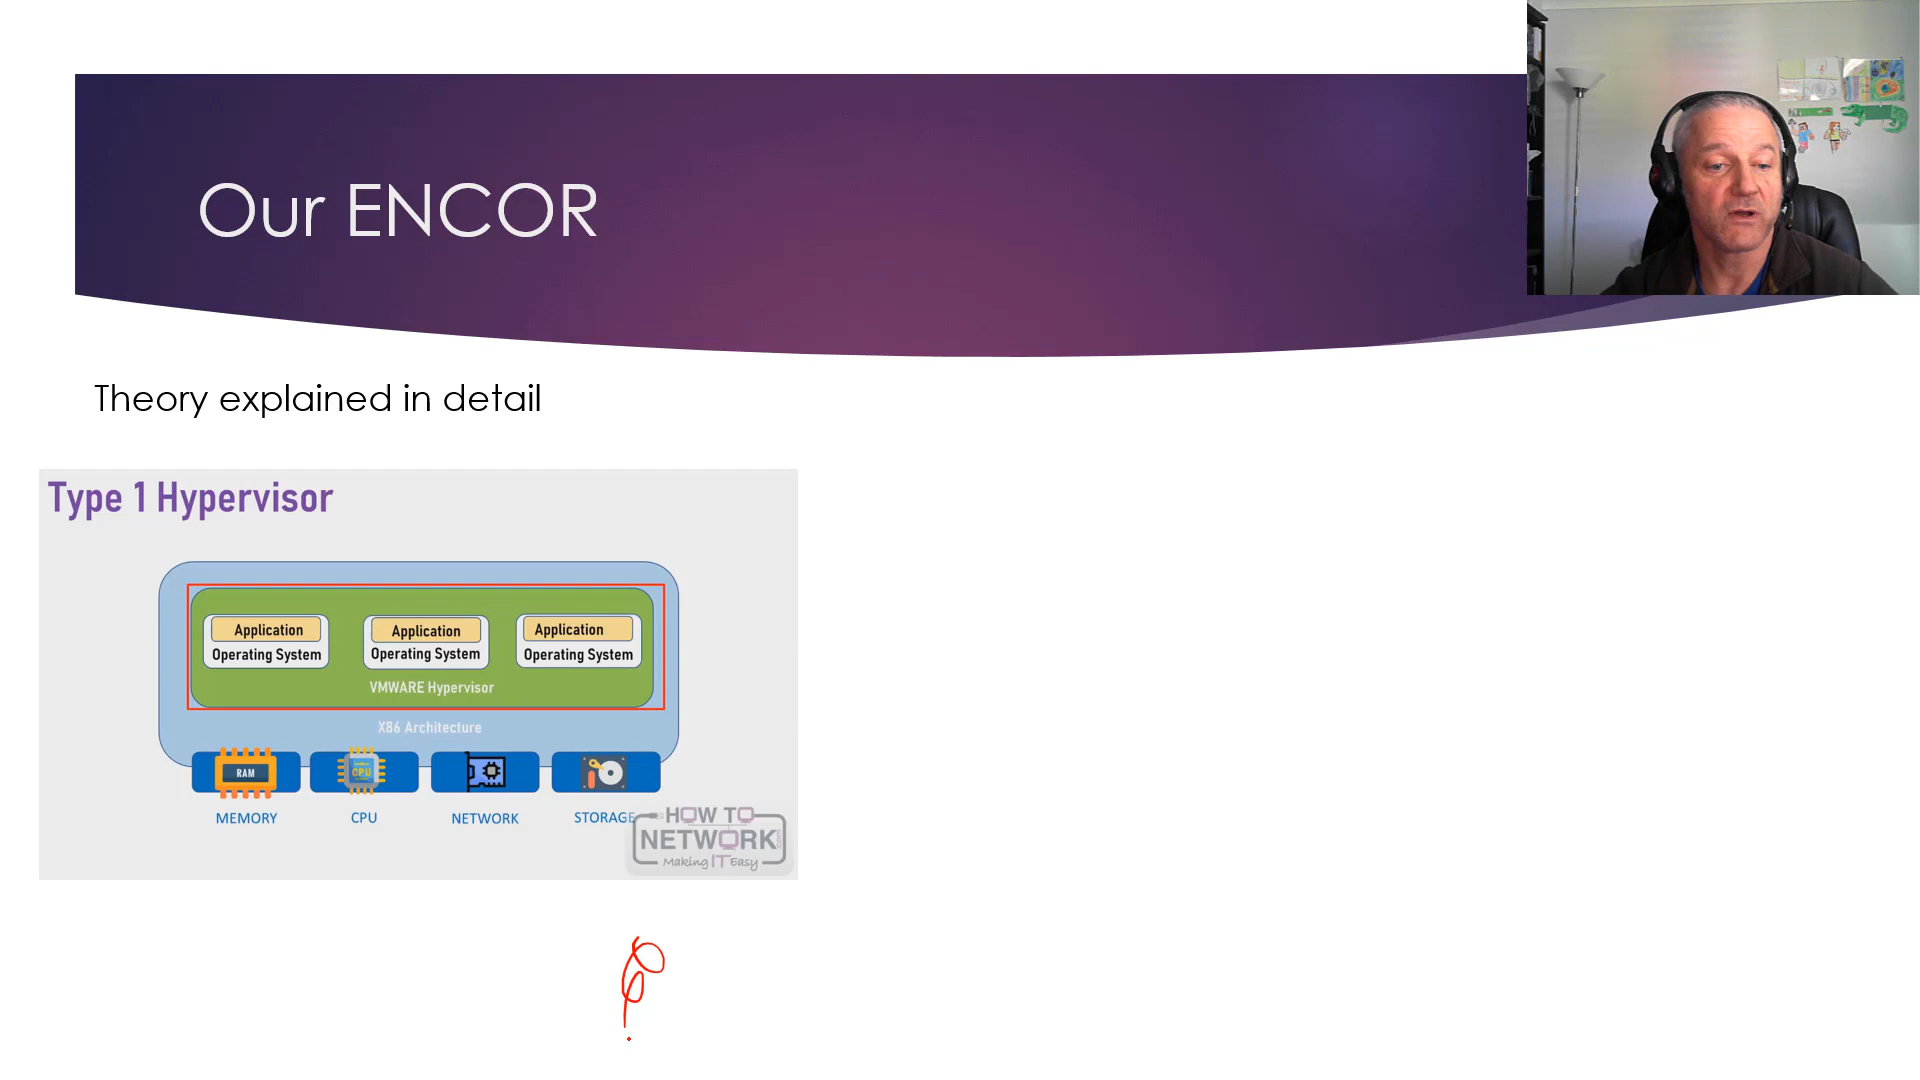 Our ENCOR
Theory explained in detail
Type 1 Hypervisor
Application Application Application
Operating System Operating System Operating System
VMWARE Hypervisor
X86 Architecture
RAM CPU
MEMORY CPU NETWORK STORAGE
HOW TO
NETWORK.com
Making IT Easy